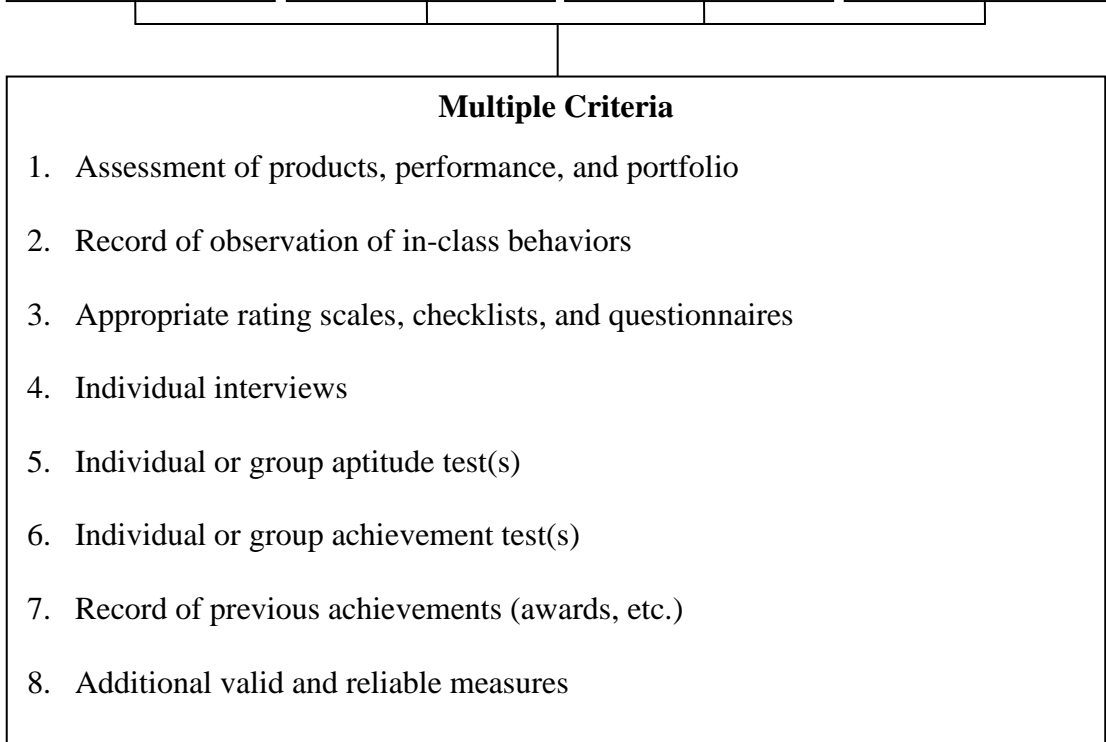 Multiple Criteria
1. Assessment of products, performance, and portfolio
2. Record of observation of in-class behaviors
3. Appropriate rating scales, checklists, and questionnaires
4. Individual interviews
5. Individual or group aptitude test(s)
6. Individual or group achievement test(s)
7. Record of previous achievements (awards, etc.)
8. Additional valid and reliable measures